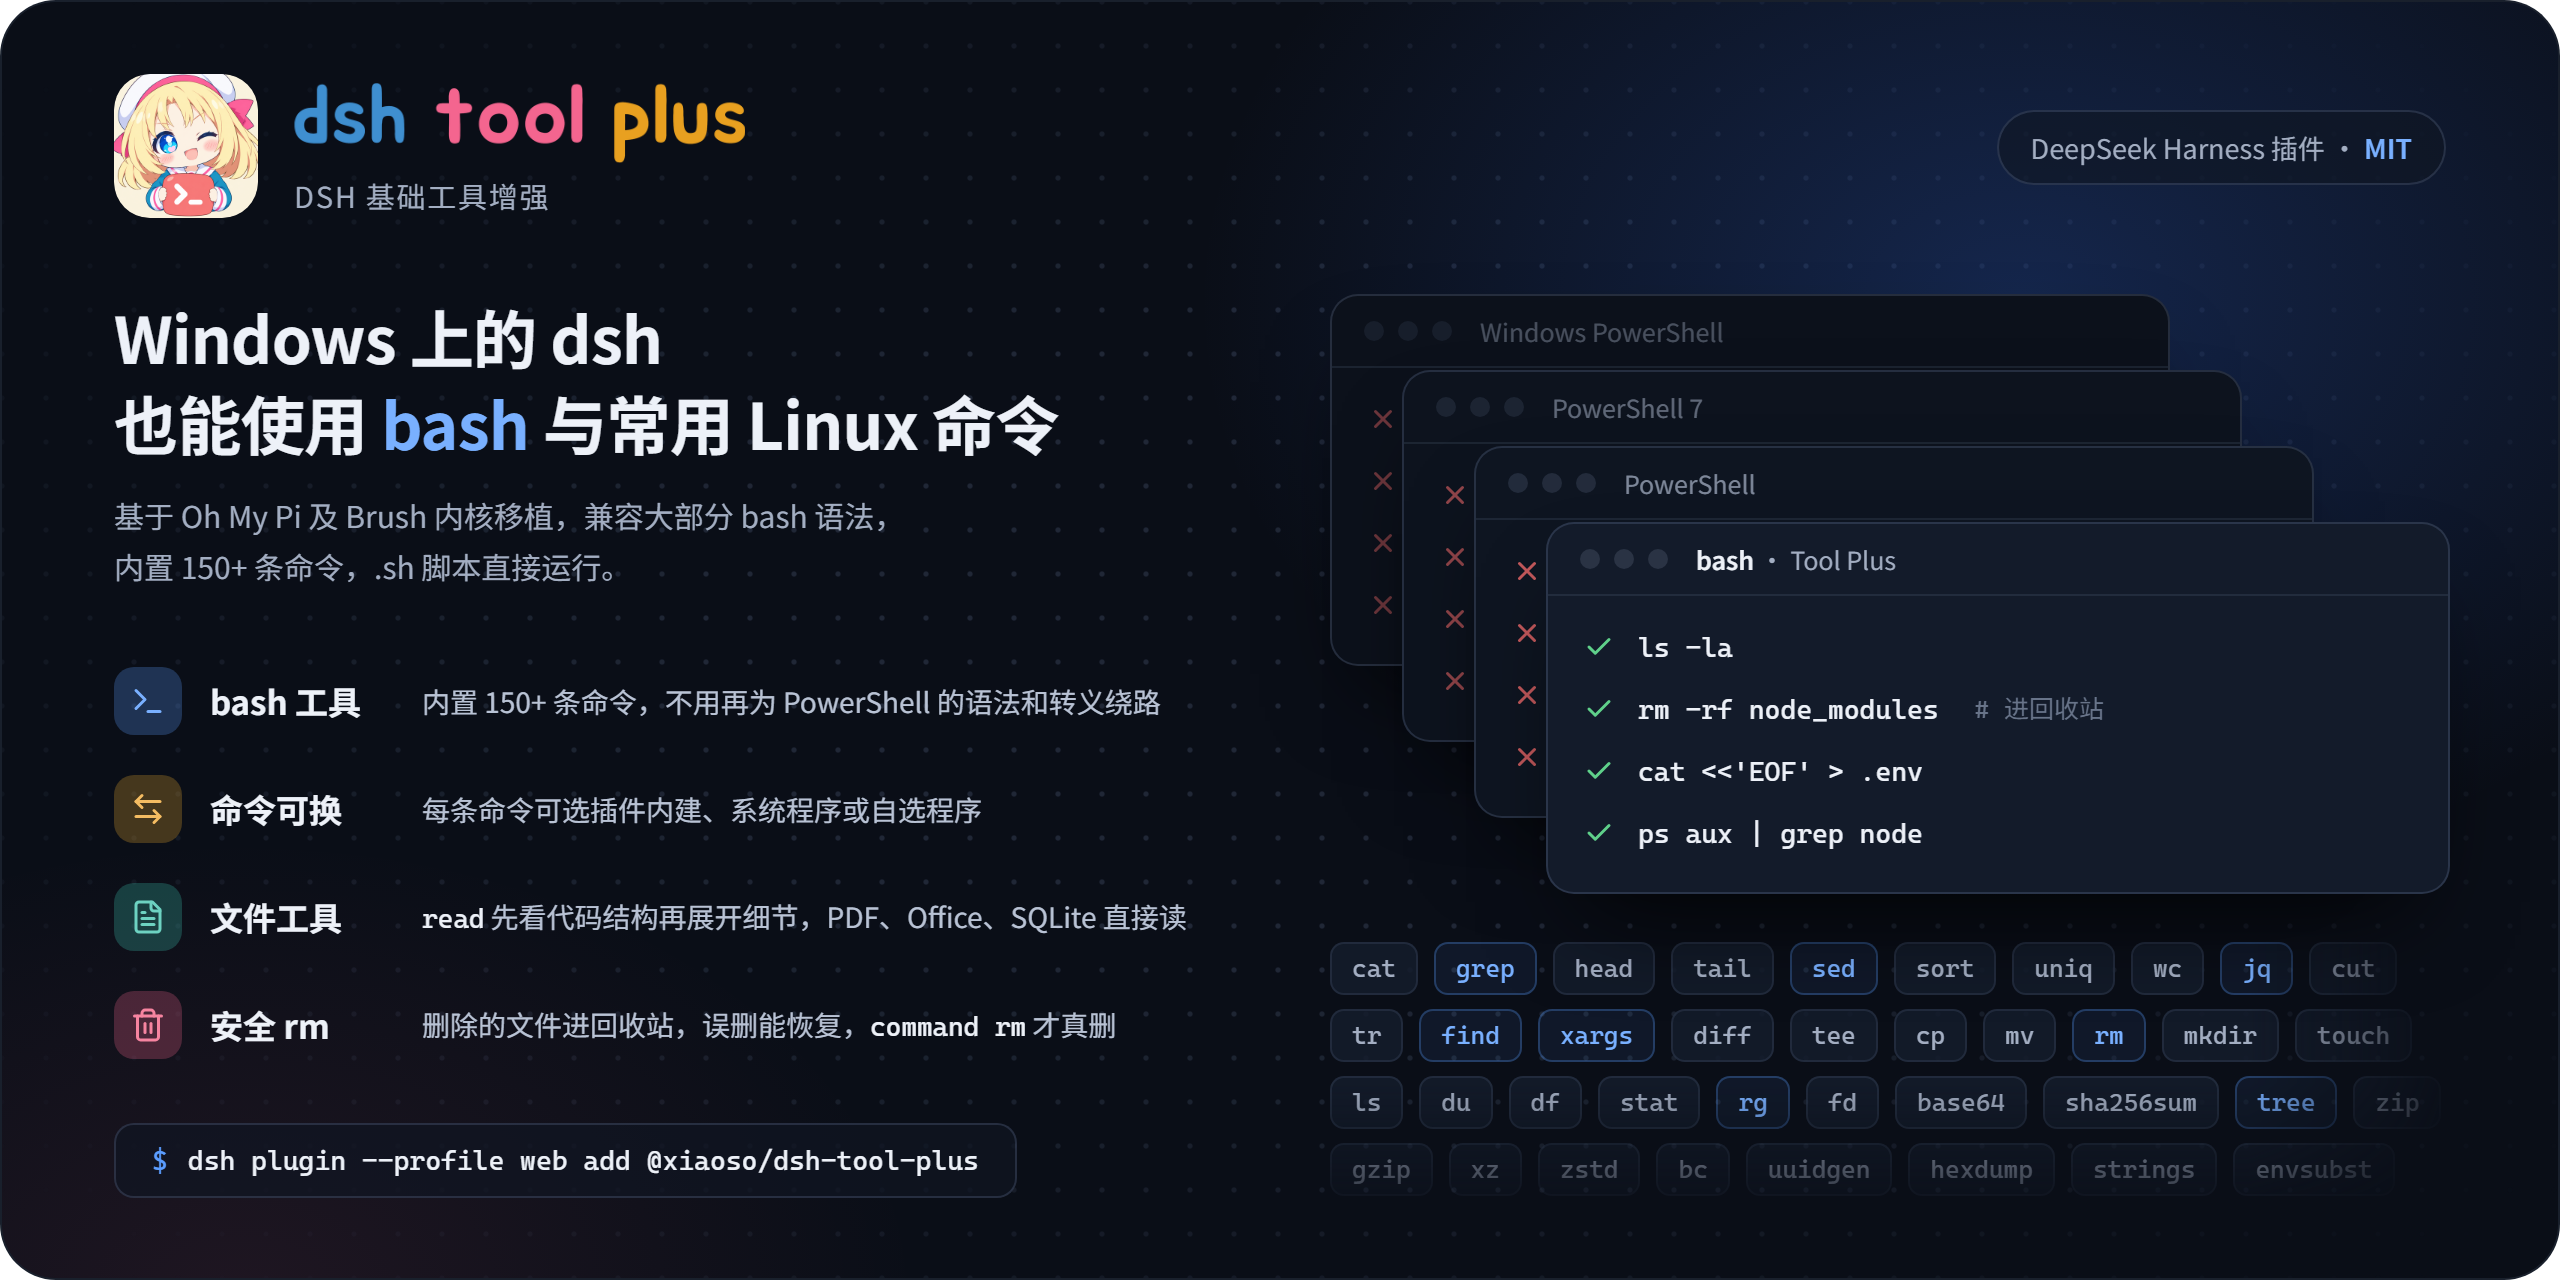 dsh tool plus
DSH 基础工具增强
DeepSeek Harness 插件 · MIT
Windows 上的 dsh
也能使用 bash 与常用 Linux 命令
基于 Oh My Pi 及 Brush 内核移植，兼容大部分 bash 语法，
内置 150+ 条命令，.sh 脚本直接运行。
bash 工具 内置 150+ 条命令，不用再为 PowerShell 的语法和转义绕路
命令可换 每条命令可选插件内建、系统程序或自选程序
文件工具 read 先看代码结构再展开细节，PDF、Office、SQLite 直接读
安全 rm 删除的文件进回收站，误删能恢复，command rm 才真删
$ dsh plugin --profile web add @xiaoso/dsh-tool-plus
Windows PowerShell
PowerShell 7
PowerShell
bash · Tool Plus
ls -la
rm -rf node_modules # 进回收站
cat <<'EOF' > .env
ps aux | grep node
cat grep head tail sed sort uniq wc jq cut
tr find xargs diff tee cp mv rm mkdir touch
ls du df stat rg fd base64 sha256sum tree zip
gzip xz zstd bc uuidgen hexdump strings envsubst